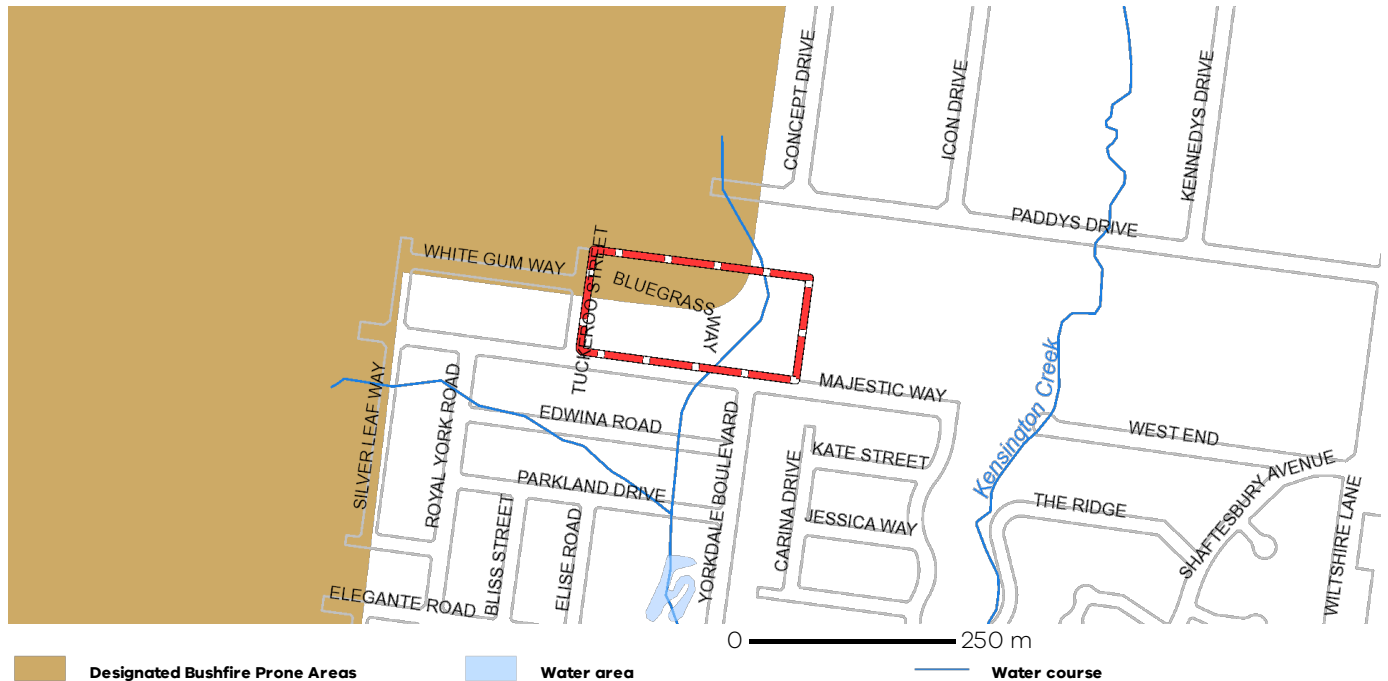 CONCEPT DRIVE
ICON DRIVE
KENNEDYS DRIVE
PADDYS DRIVE
WHITE GUM WAY
TUCKEROO STREET
BLUEGRASS WAY
MAJESTIC WAY
SILVER LEAF WAY
ROYAL YORK ROAD
EDWINA ROAD
YORKDALE BOULEVARD
KATE STREET
Kensington Creek
WEST END
PARKLAND DRIVE
CARINA DRIVE
JESSICA WAY
THE RIDGE
SHAFTESBURY AVENUE
WILTSHIRE LANE
BLISS STREET
ELISE ROAD
ELEGANTE ROAD
0 250 m
Designated Bushfire Prone Areas
Water area
Water course